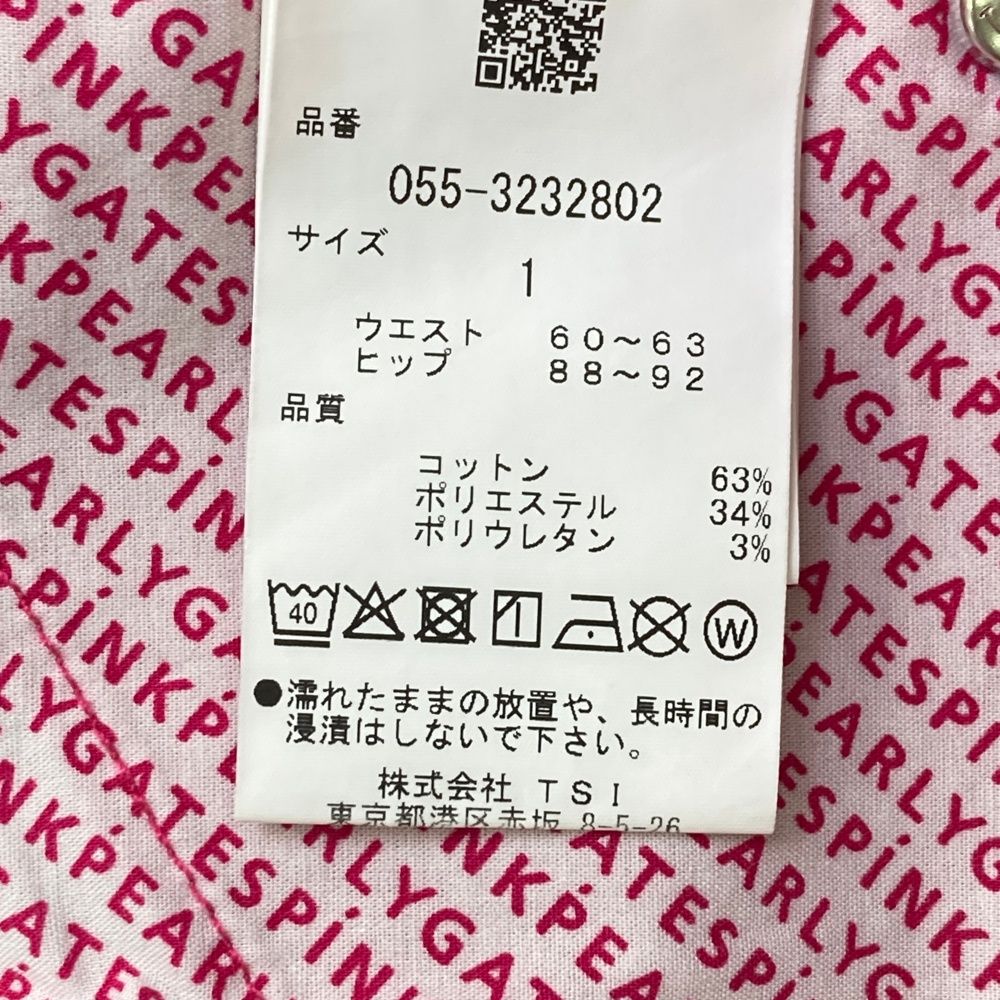 品番
055-3232802
サイズ
1
ウエスト 60～63
ヒップ 88～92
品質
コットン 63%
ポリエステル 34%
ポリウレタン 3%
40
W
●濡れたままの放置や、長時間の
浸漬はしないで下さい。
株式会社 TSI
東京都港区赤坂 8-5-26
PEARLYGATES
PiNK
PEARLYGATESPiNK